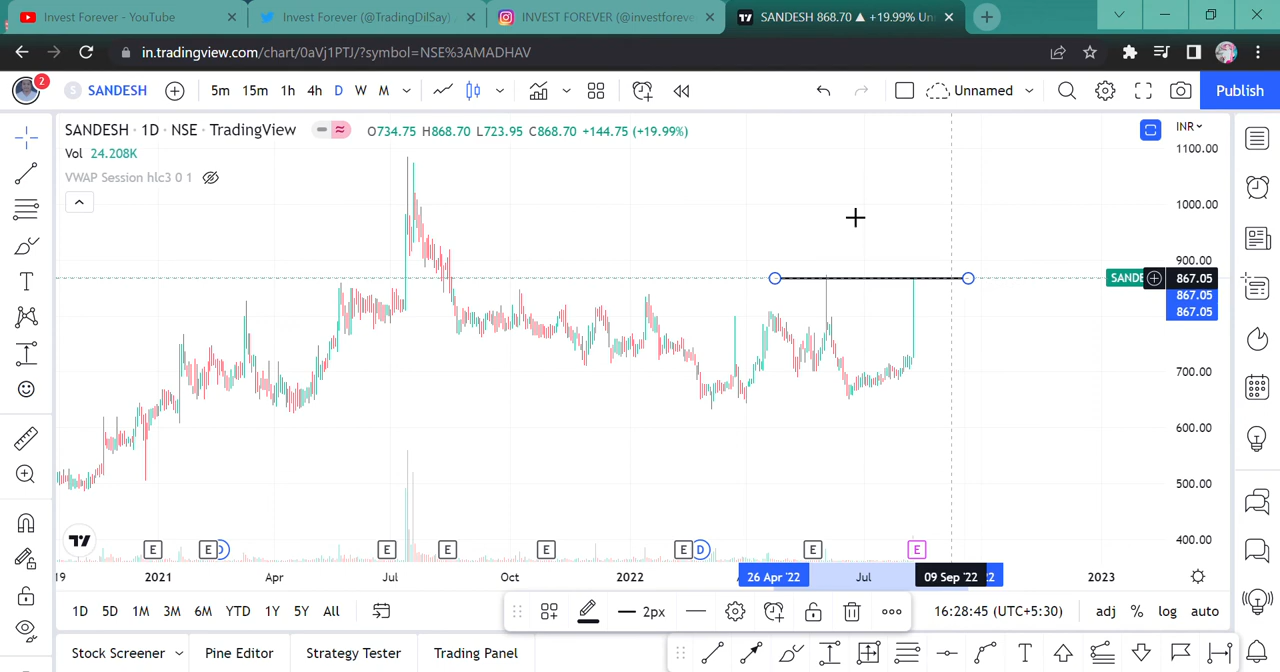 Invest Forever - YouTube
Invest Forever (@TradingDilSay)
INVEST FOREVER (@investforeve
SANDESH 868.70 ▲ +19.99% Un
in.tradingview.com/chart/0aVj1PTJ/?symbol=NSE%3AMADHAV
2
S SANDESH
5m 15m 1h 4h D W M
Unnamed
Publish
SANDESH · 1D · NSE · TradingView
O734.75 H868.70 L723.95 C868.70 +144.75 (+19.99%)
INR
Vol 24.208K
VWAP Session hlc3 0 1
1100.00
1000.00
900.00
SANDE
867.05
867.05
867.05
700.00
600.00
500.00
400.00
E E D E E E E D E E
19 2021 Apr Jul Oct 2022 26 Apr '22 Jul 09 Sep '22 2023
1D 5D 1M 3M 6M YTD 1Y 5Y All
2px
16:28:45 (UTC+5:30)
adj % log auto
Stock Screener Pine Editor Strategy Tester Trading Panel